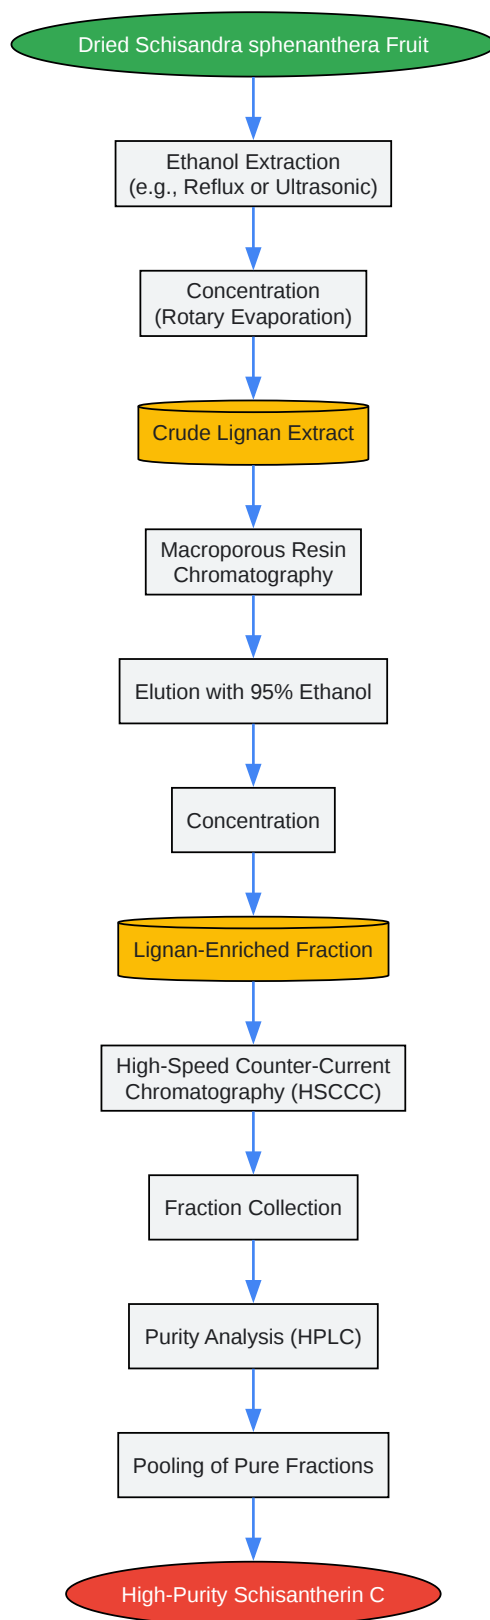 Dried Schisandra sphenanthera Fruit
Ethanol Extraction
(e.g., Reflux or Ultrasonic)
Concentration
(Rotary Evaporation)
Crude Lignan Extract
Macroporous Resin
Chromatography
Elution with 95% Ethanol
Concentration
Lignan-Enriched Fraction
High-Speed Counter-Current
Chromatography (HSCCC)
Fraction Collection
Purity Analysis (HPLC)
Pooling of Pure Fractions
High-Purity Schisantherin C